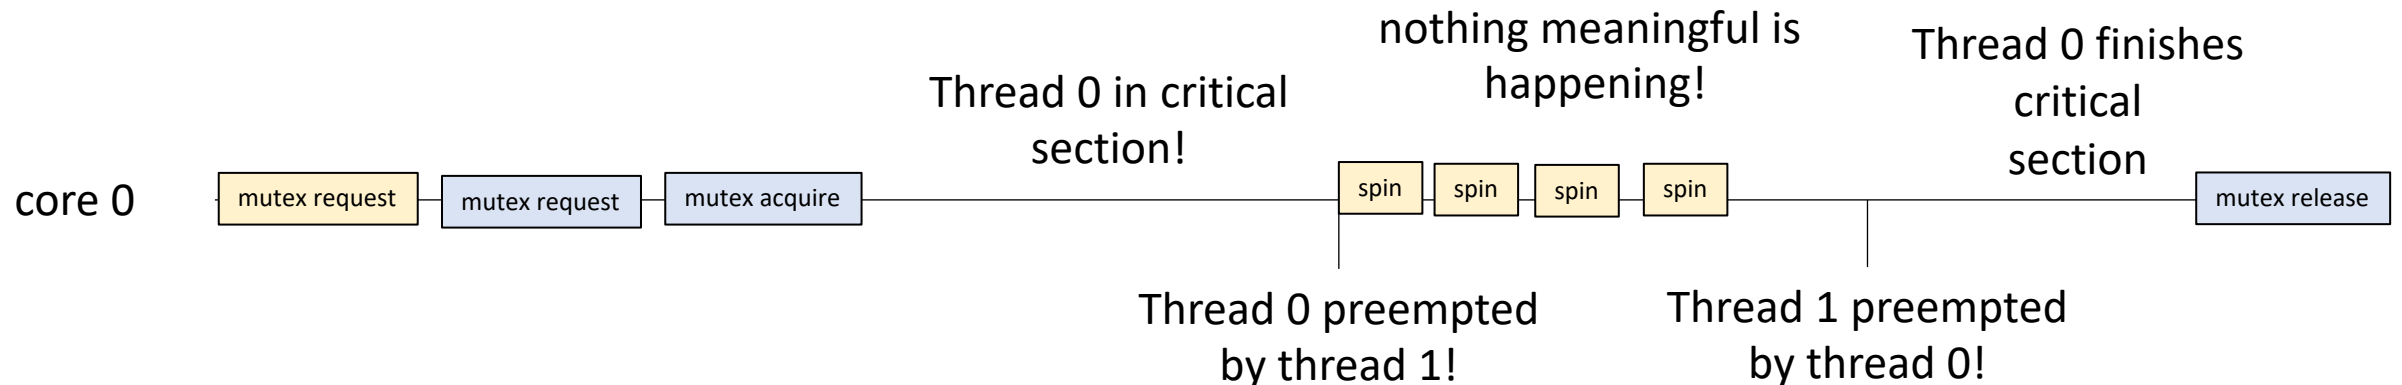 nothing meaningful is
happening!
Thread 0 finishes
critical
section
Thread 0 in critical
section!
core 0
mutex request
mutex request
mutex acquire
spin
spin
spin
spin
mutex release
Thread 0 preempted
by thread 1!
Thread 1 preempted
by thread 0!